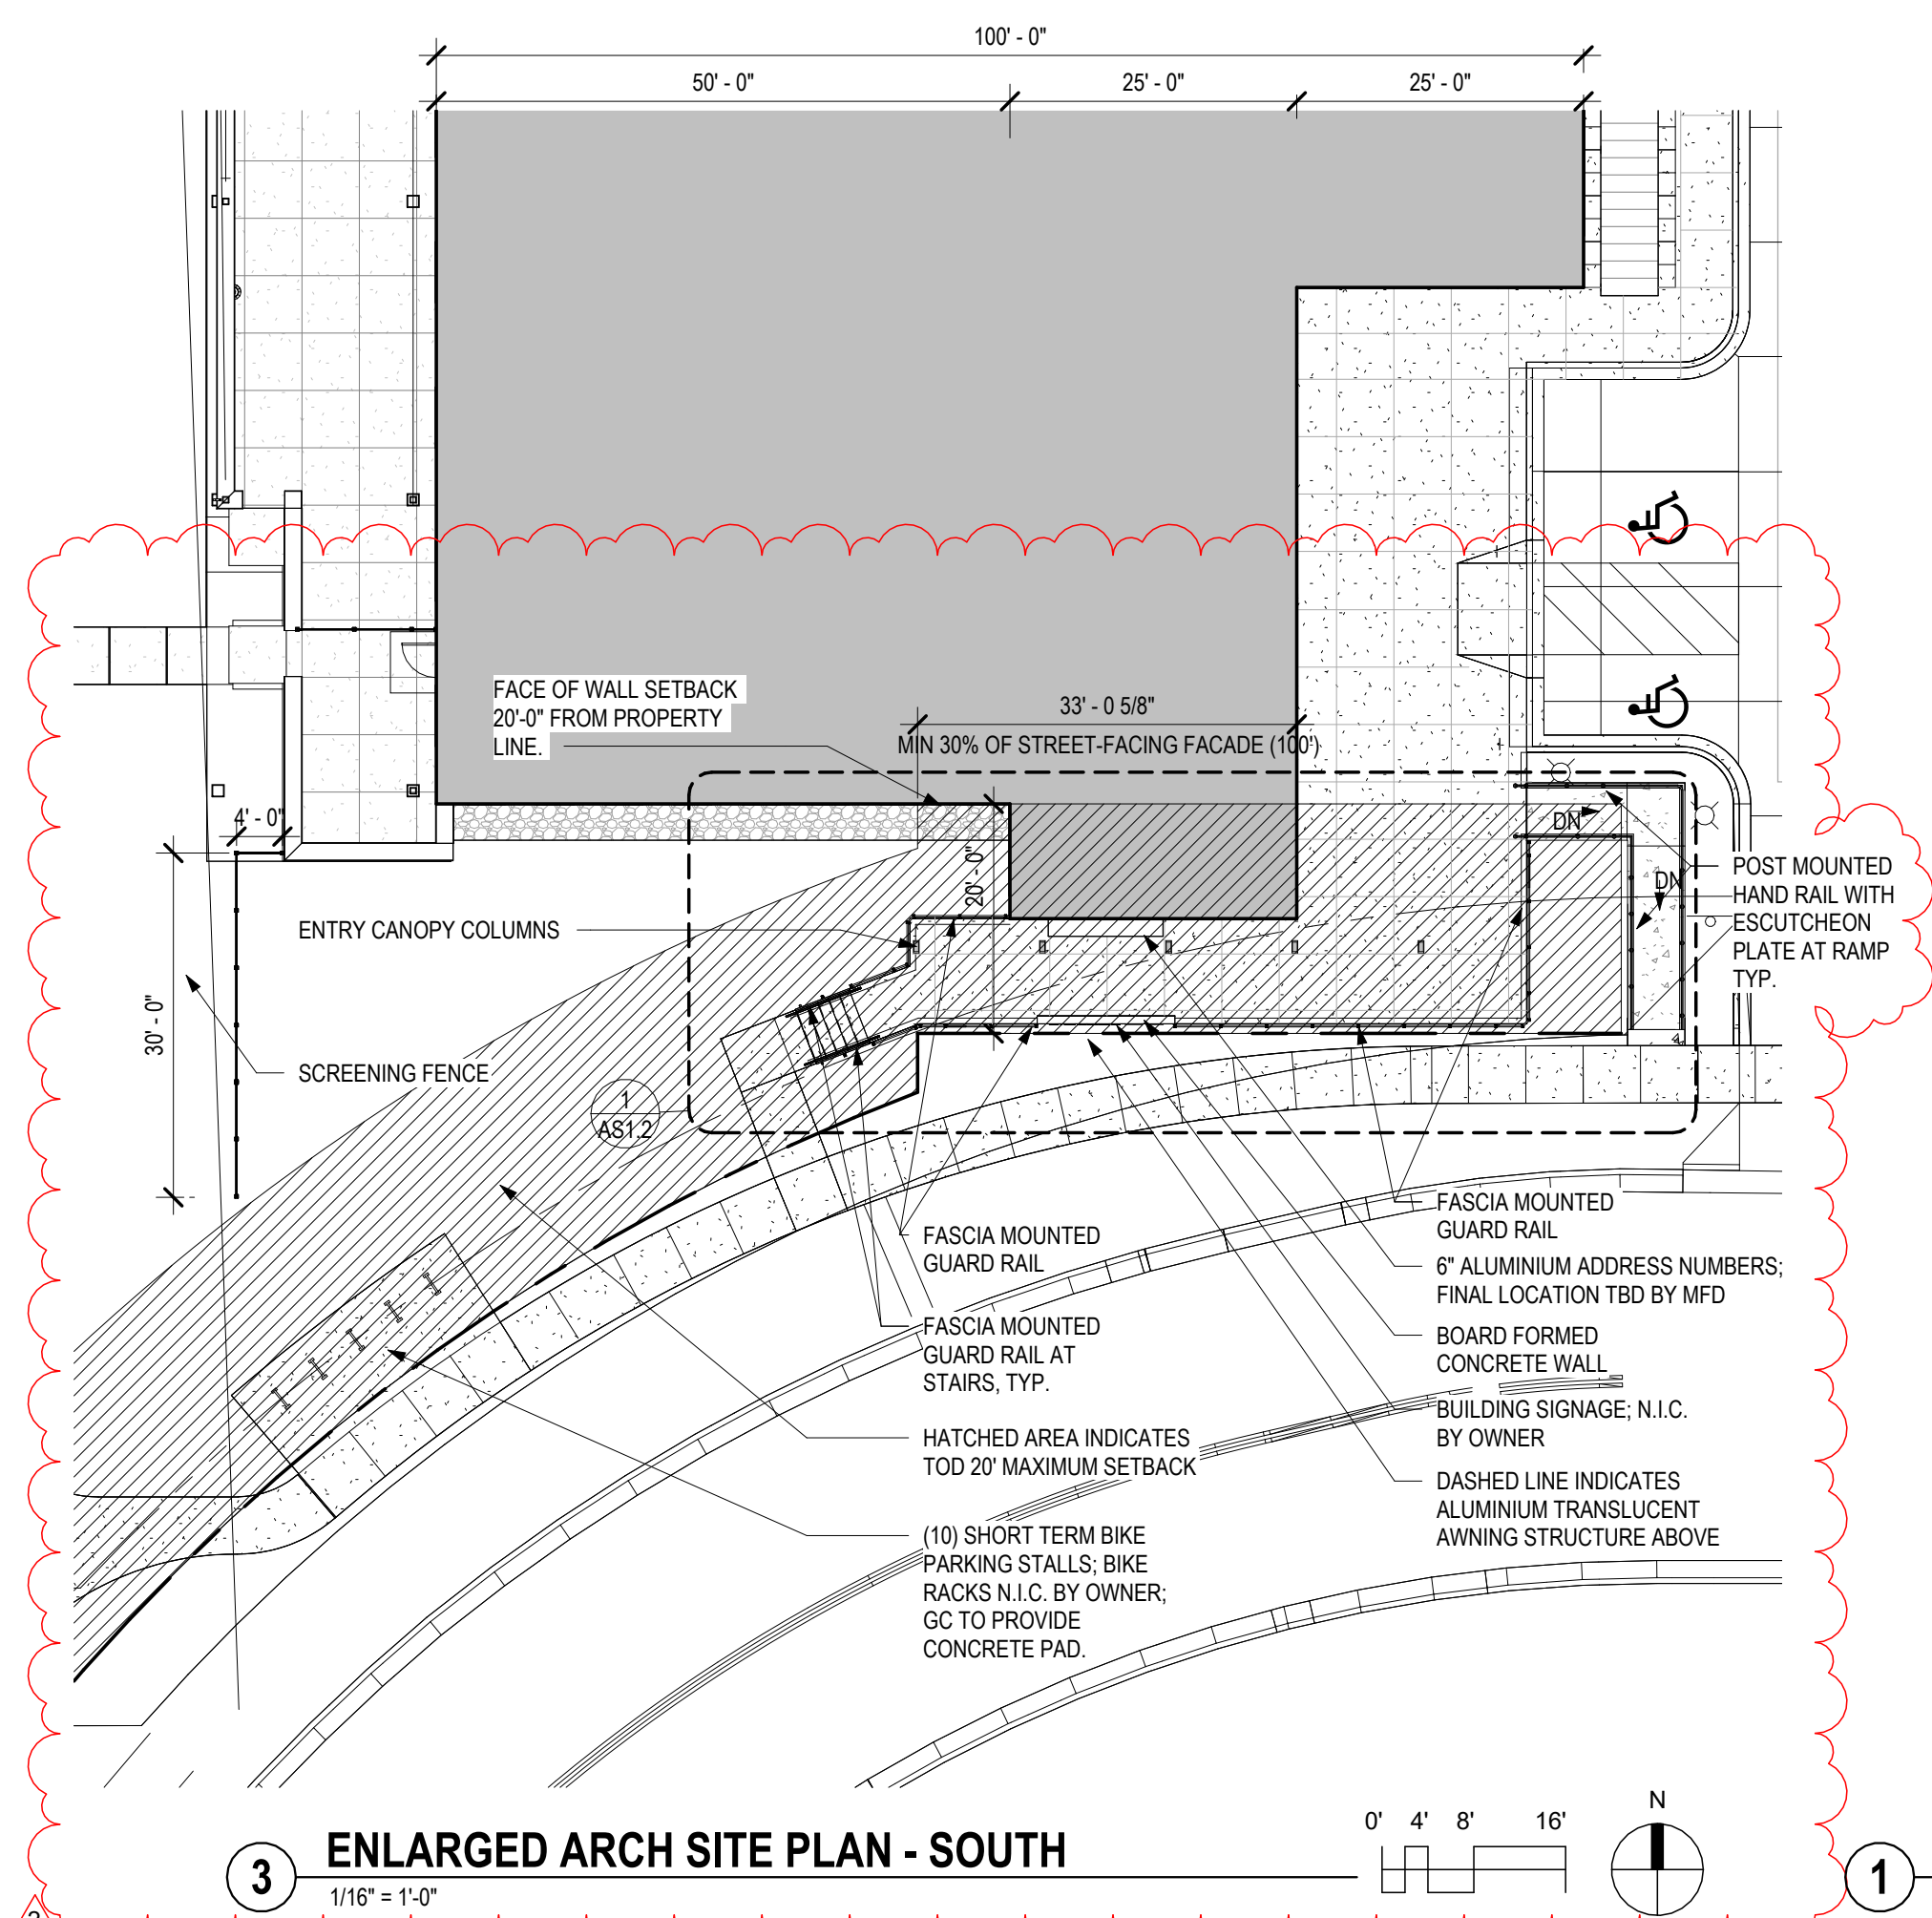 100' - 0"
50' - 0"
25' - 0"
25' - 0"
FACE OF WALL SETBACK
20'-0" FROM PROPERTY
LINE.
33' - 0 5/8"
MIN 30% OF STREET-FACING FACADE (100')
4' - 0"
20' - 0"
DN
DN
POST MOUNTED
HAND RAIL WITH
ESCUTCHEON
PLATE AT RAMP
TYP.
ENTRY CANOPY COLUMNS
30' - 0"
SCREENING FENCE
1
AS1.2
FASCIA MOUNTED
GUARD RAIL
FASCIA MOUNTED
GUARD RAIL AT
STAIRS, TYP.
HATCHED AREA INDICATES
TOD 20' MAXIMUM SETBACK
(10) SHORT TERM BIKE
PARKING STALLS; BIKE
RACKS N.I.C. BY OWNER;
GC TO PROVIDE
CONCRETE PAD.
FASCIA MOUNTED
GUARD RAIL
6" ALUMINIUM ADDRESS NUMBERS;
FINAL LOCATION TBD BY MFD
BOARD FORMED
CONCRETE WALL
BUILDING SIGNAGE; N.I.C.
BY OWNER
DASHED LINE INDICATES
ALUMINIUM TRANSLUCENT
AWNING STRUCTURE ABOVE
3
ENLARGED ARCH SITE PLAN - SOUTH
1/16" = 1'-0"
0' 4' 8' 16'
N
1